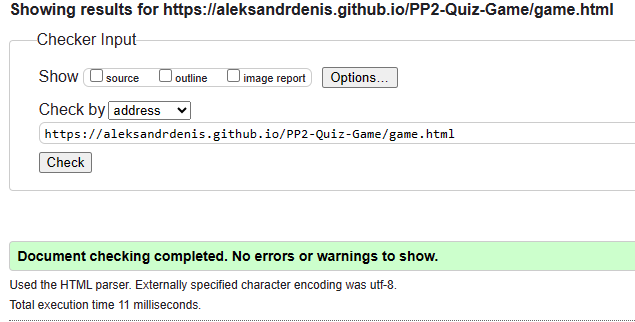 Showing results for https://aleksandrdenis.github.io/PP2-Quiz-Game/game.html
Checker Input
Show source outline image report Options...
Check by address
https://aleksandrdenis.github.io/PP2-Quiz-Game/game.html
Check
Document checking completed. No errors or warnings to show.
Used the HTML parser. Externally specified character encoding was utf-8.
Total execution time 11 milliseconds.